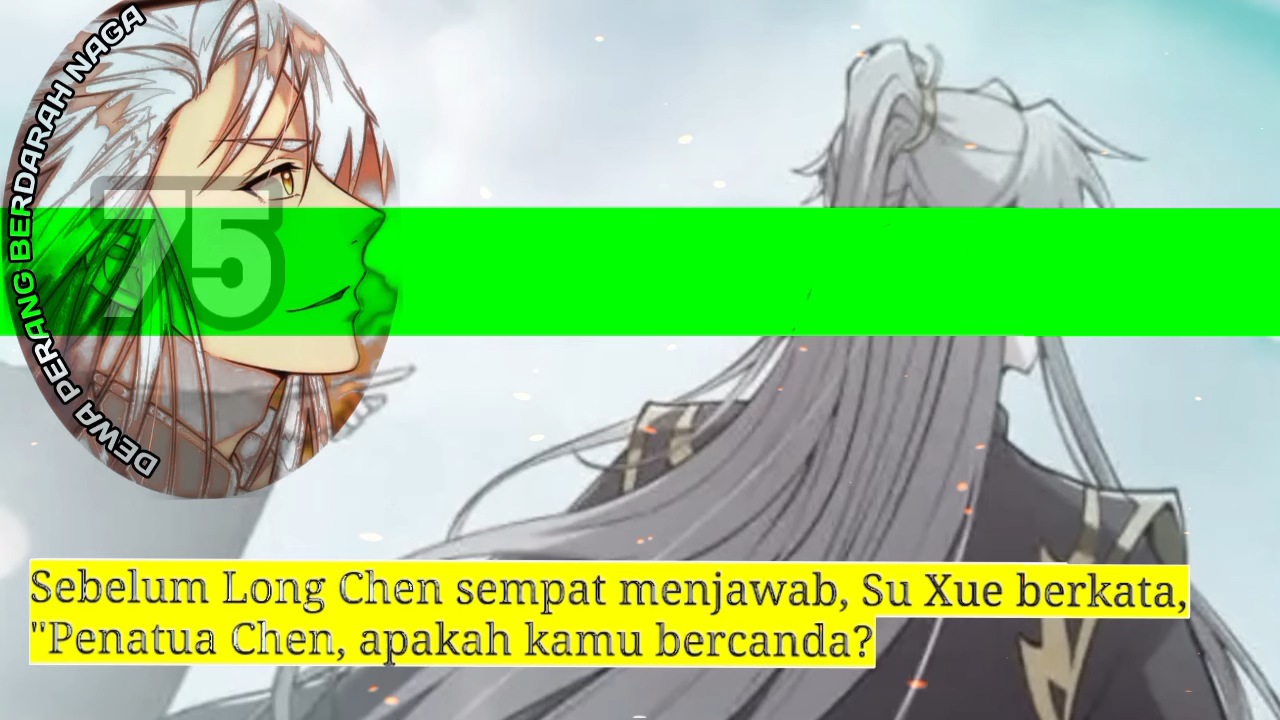 DEWA PERANG BERDARAH NAGA
75
Sebelum Long Chen sempat menjawab, Su Xue berkata,
"Penatua Chen, apakah kamu bercanda?